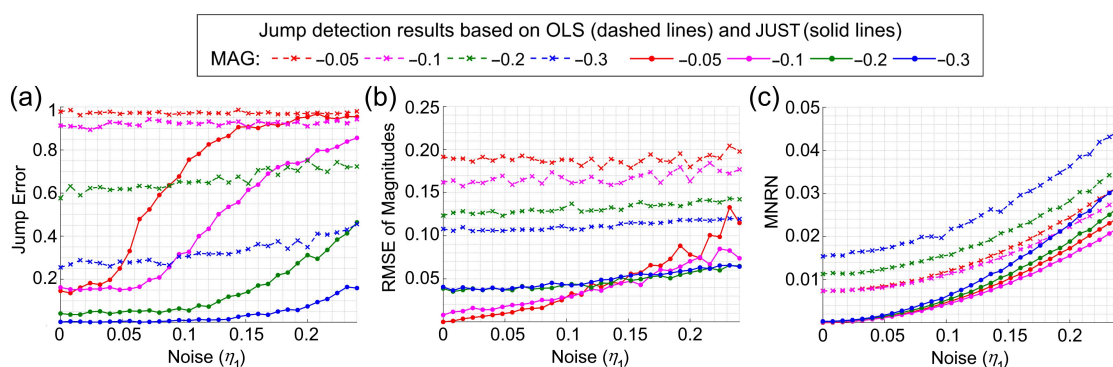 Jump detection results based on OLS (dashed lines) and JUST (solid lines)
MAG: −0.05 −0.1 −0.2 −0.3 −0.05 −0.1 −0.2 −0.3
(a)
Jump Error
1
0.8
0.6
0.4
0.2
0 0.05 0.1 0.15 0.2
Noise (η1)
(b)
RMSE of Magnitudes
0.25
0.20
0.15
0.10
0.05
0 0.05 0.1 0.15 0.2
Noise (η1)
(c)
MNRN
0.05
0.04
0.03
0.02
0.01
0 0.05 0.1 0.15 0.2
Noise (η1)